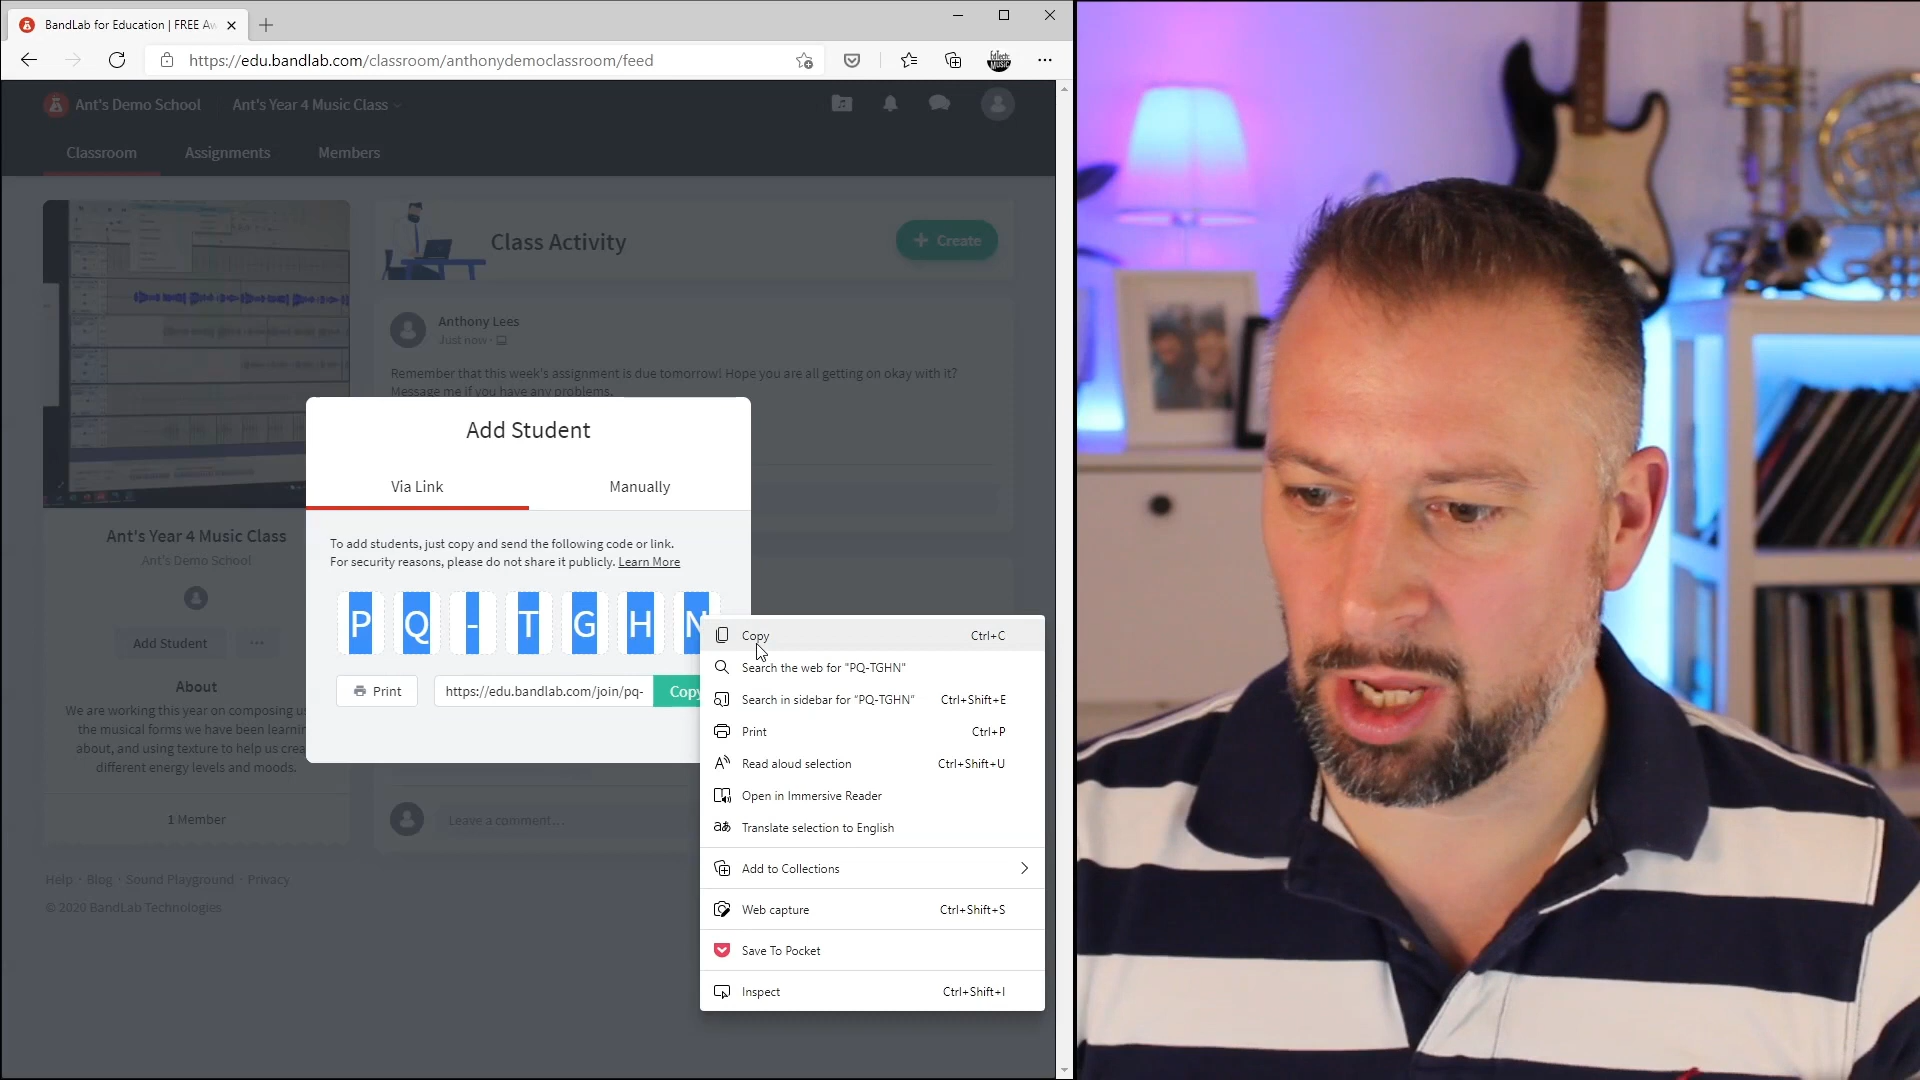 BandLab for Education | FREE Aw
https://edu.bandlab.com/classroom/anthonydemoclassroom/feed
Ant's Demo School
Ant's Year 4 Music Class
Classroom
Assignments
Members
Class Activity
+ Create
Anthony Lees
Just now
Remember that this week's assignment is due tomorrow! Hope you are all getting on okay with it?
Message me if you have any problems.
Add Student
Via Link
Manually
To add students, just copy and send the following code or link.
For security reasons, please do not share it publicly. Learn More
PQ-TGHN
Print
https://edu.bandlab.com/join/pq-
Copy
Copy Ctrl+C
Search the web for "PQ-TGHN"
Search in sidebar for "PQ-TGHN" Ctrl+Shift+E
Print Ctrl+P
Read aloud selection Ctrl+Shift+U
Open in Immersive Reader
Translate selection to English
Add to Collections
Web capture Ctrl+Shift+S
Save To Pocket
Inspect Ctrl+Shift+I
Ant's Year 4 Music Class
Ant's Demo School
Add Student
About
We are working this year on composing us
the musical forms we have been learnin
about, and using texture to help us crea
different energy levels and moods.
1 Member
Leave a comment...
Help · Blog · Sound Playground · Privacy
© 2020 BandLab Technologies